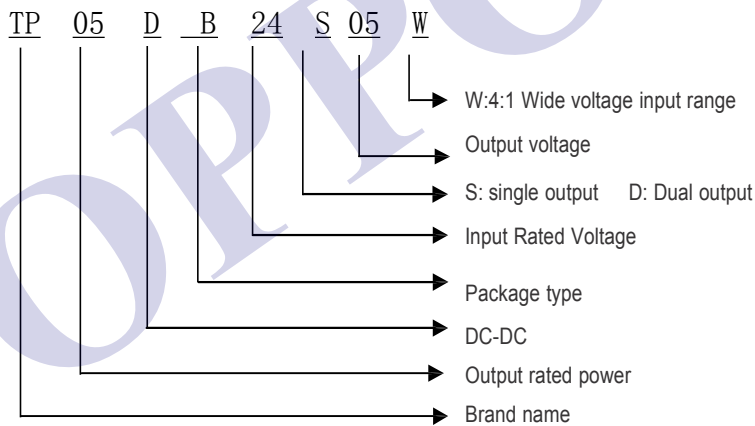 TP 05 D B 24 S 05 W
W:4:1 Wide voltage input range
Output voltage
S: single output D: Dual output
Input Rated Voltage
Package type
DC-DC
Output rated power
Brand name
OPPO